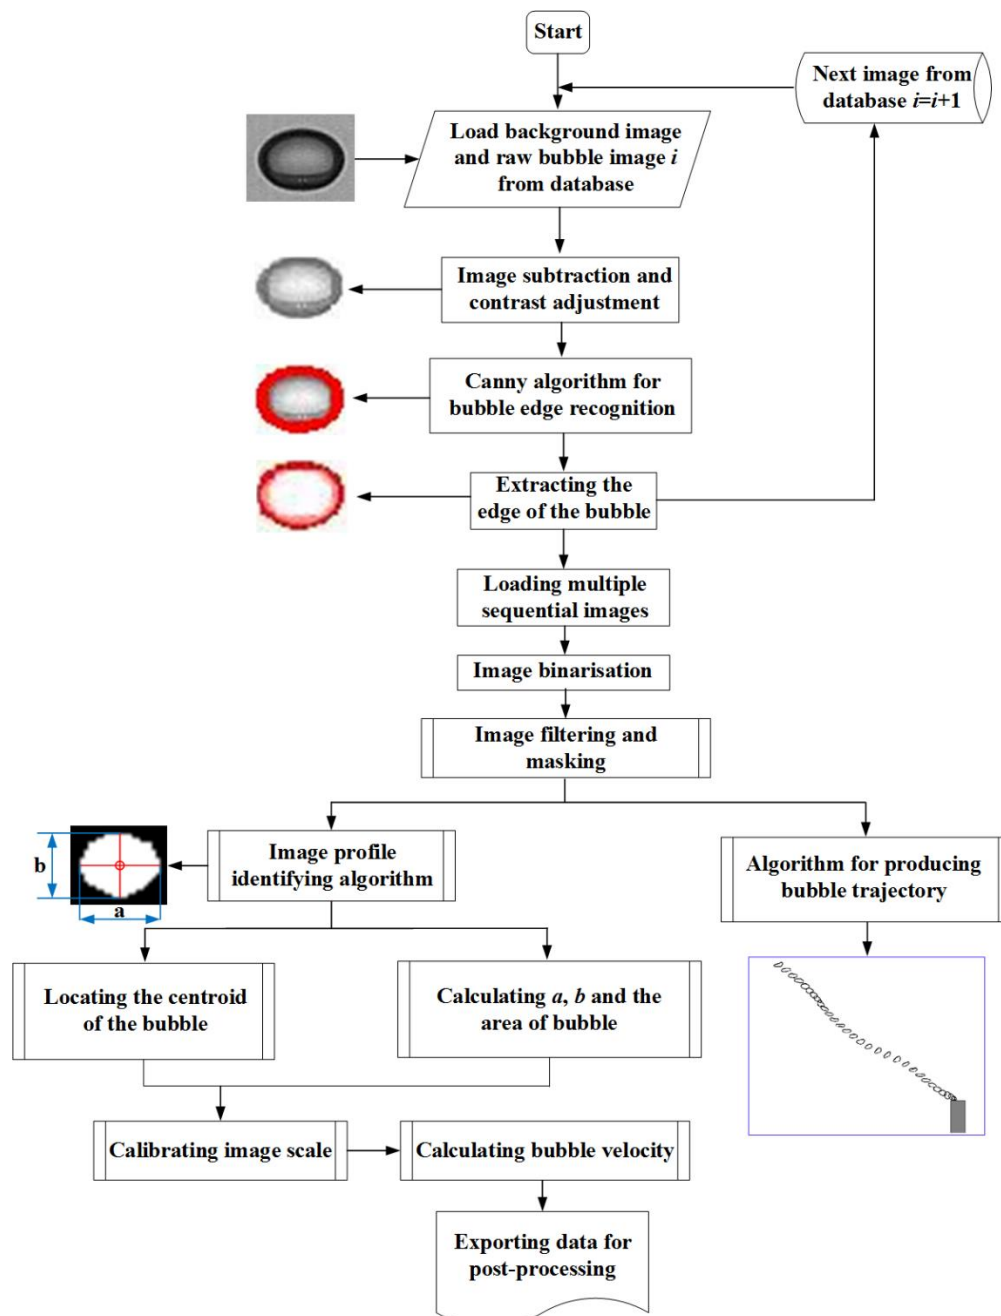 Start
Next image from
database i=i+1
Load background image
and raw bubble image i
from database
Image subtraction and
contrast adjustment
Canny algorithm for
bubble edge recognition
Extracting the
edge of the bubble
Loading multiple
sequential images
Image binarisation
Image filtering and
masking
b
a
Image profile
identifying algorithm
Algorithm for producing
bubble trajectory
Locating the centroid
of the bubble
Calculating a, b and the
area of bubble
Calibrating image scale
Calculating bubble velocity
Exporting data for
post-processing